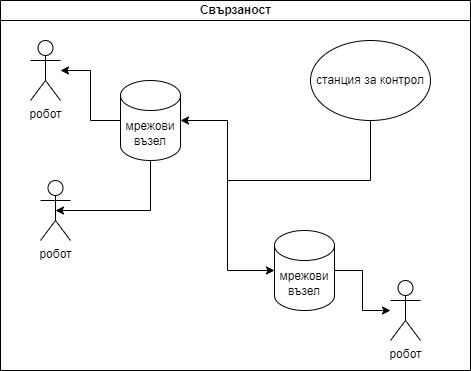 Свързаност
робот
мрежови
възел
станция за контрол
робот
мрежови
възел
робот